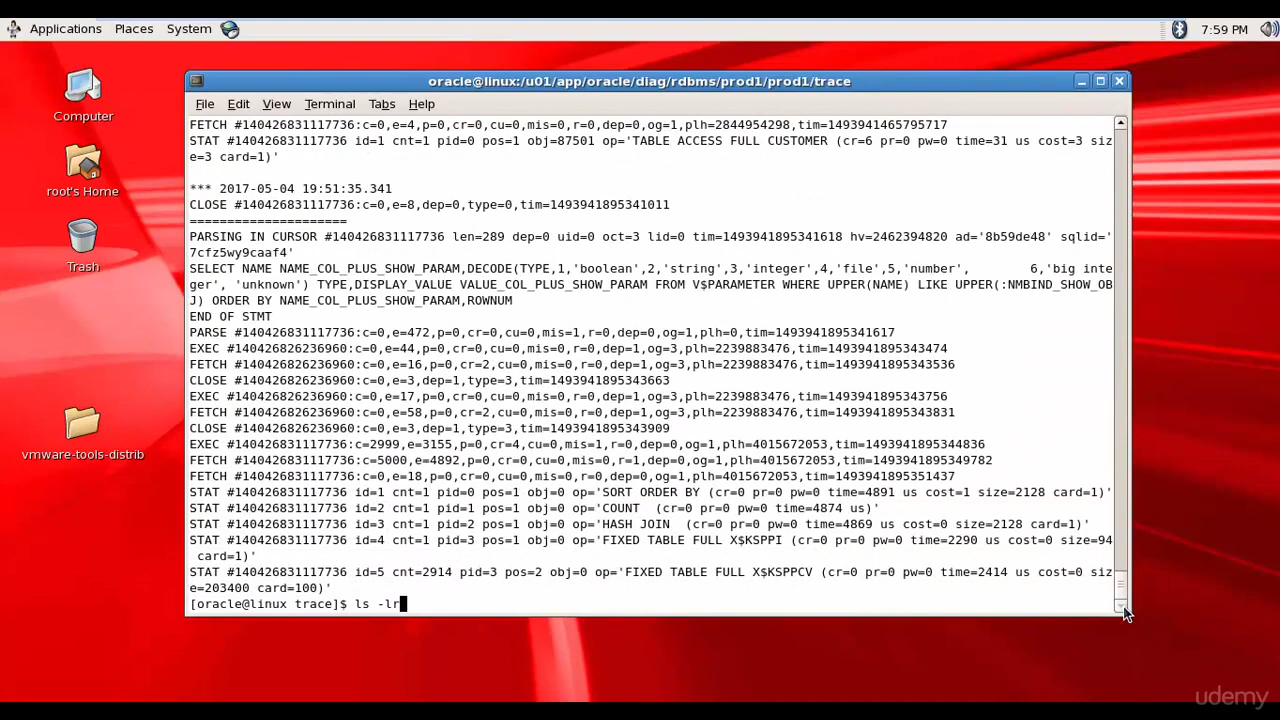 Applications Places System 7:59 PM
oracle@linux:/u01/app/oracle/diag/rdbms/prod1/prod1/trace
File Edit View Terminal Tabs Help
FETCH #140426831117736:c=0,e=4,p=0,cr=0,cu=0,mis=0,r=0,dep=0,og=1,plh=2844954298,tim=1493941465795717
STAT #140426831117736 id=1 cnt=1 pid=0 pos=1 obj=87501 op='TABLE ACCESS FULL CUSTOMER (cr=6 pr=0 pw=0 time=31 us cost=3 siz
e=3 card=1)'
*** 2017-05-04 19:51:35.341
CLOSE #140426831117736:c=0,e=8,dep=0,type=0,tim=1493941895341011
=====================
PARSING IN CURSOR #140426831117736 len=289 dep=0 uid=0 oct=3 lid=0 tim=1493941895341618 hv=2462394820 ad='8b59de48' sqlid='
7cfz5wy9caaf4'
SELECT NAME NAME_COL_PLUS_SHOW_PARAM,DECODE(TYPE,1,'boolean',2,'string',3,'integer',4,'file',5,'number',        6,'big inte
ger', 'unknown') TYPE,DISPLAY_VALUE VALUE_COL_PLUS_SHOW_PARAM FROM V$PARAMETER WHERE UPPER(NAME) LIKE UPPER(:NMBIND_SHOW_OB
J) ORDER BY NAME_COL_PLUS_SHOW_PARAM,ROWNUM
END OF STMT
PARSE #140426831117736:c=0,e=472,p=0,cr=0,cu=0,mis=1,r=0,dep=0,og=1,plh=0,tim=1493941895341617
EXEC #140426826236960:c=0,e=44,p=0,cr=0,cu=0,mis=0,r=0,dep=1,og=3,plh=2239883476,tim=1493941895343474
FETCH #140426826236960:c=0,e=16,p=0,cr=2,cu=0,mis=0,r=0,dep=1,og=3,plh=2239883476,tim=1493941895343536
CLOSE #140426826236960:c=0,e=3,dep=1,type=3,tim=1493941895343663
EXEC #140426826236960:c=0,e=17,p=0,cr=0,cu=0,mis=0,r=0,dep=1,og=3,plh=2239883476,tim=1493941895343756
FETCH #140426826236960:c=0,e=58,p=0,cr=2,cu=0,mis=0,r=0,dep=1,og=3,plh=2239883476,tim=1493941895343831
CLOSE #140426826236960:c=0,e=3,dep=1,type=3,tim=1493941895343909
EXEC #140426831117736:c=2999,e=3155,p=0,cr=4,cu=0,mis=1,r=0,dep=0,og=1,plh=4015672053,tim=1493941895344836
FETCH #140426831117736:c=5000,e=4892,p=0,cr=0,cu=0,mis=0,r=1,dep=0,og=1,plh=4015672053,tim=1493941895349782
FETCH #140426831117736:c=0,e=18,p=0,cr=0,cu=0,mis=0,r=0,dep=0,og=1,plh=4015672053,tim=1493941895351437
STAT #140426831117736 id=1 cnt=1 pid=0 pos=1 obj=0 op='SORT ORDER BY (cr=0 pr=0 pw=0 time=4891 us cost=1 size=2128 card=1)'
STAT #140426831117736 id=2 cnt=1 pid=1 pos=1 obj=0 op='COUNT  (cr=0 pr=0 pw=0 time=4874 us)'
STAT #140426831117736 id=3 cnt=1 pid=2 pos=1 obj=0 op='HASH JOIN  (cr=0 pr=0 pw=0 time=4869 us cost=0 size=2128 card=1)'
STAT #140426831117736 id=4 cnt=1 pid=3 pos=1 obj=0 op='FIXED TABLE FULL X$KSPPI (cr=0 pr=0 pw=0 time=2290 us cost=0 size=94
card=1)'
STAT #140426831117736 id=5 cnt=2914 pid=3 pos=2 obj=0 op='FIXED TABLE FULL X$KSPPCV (cr=0 pr=0 pw=0 time=2414 us cost=0 siz
e=203400 card=100)'
[oracle@linux trace]$ ls -lr
Computer
root's Home
Trash
vmware-tools-distrib
udemy